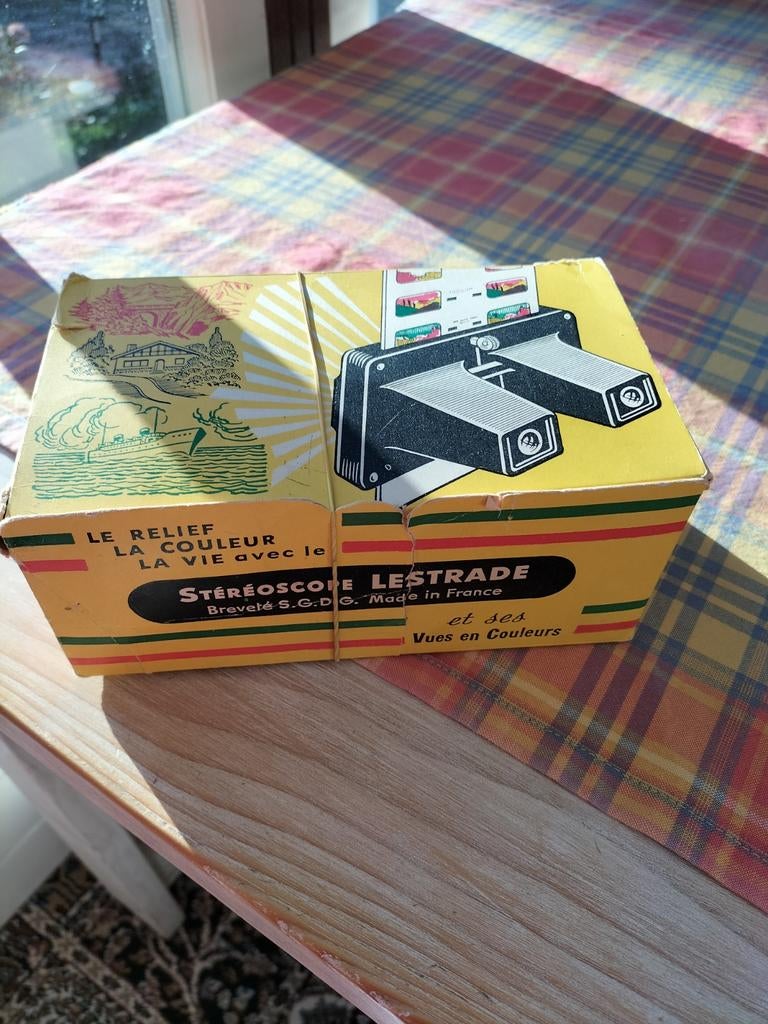 LE RELIEF
LA COULEUR
LA VIE avec le
STÉRÉOSCOPE LESTRADE
Breveté S.G.D.G. Made in France
et ses
Vues en Couleurs